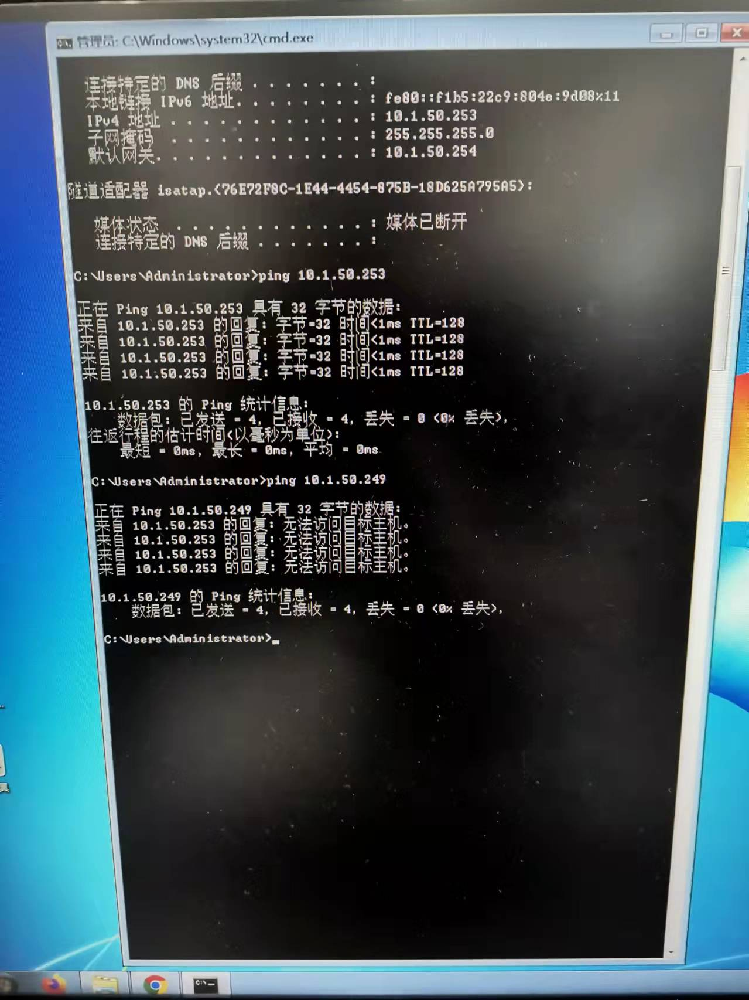 管理员: C:\Windows\system32\cmd.exe
连接特定的 DNS 后缀 . . . . . . . :
本地链接 IPv6 地址. . . . . . . . : fe80::f1b5:22c9:804e:9d08%11
IPv4 地址 . . . . . . . . . . . . : 10.1.50.253
子网掩码 . . . . . . . . . . . . : 255.255.255.0
默认网关. . . . . . . . . . . . . : 10.1.50.254
隧道适配器 isatap.{76E72F8C-1E44-4454-875B-18D625A795A5}:
媒体状态 . . . . . . . . . . . . : 媒体已断开
连接特定的 DNS 后缀 . . . . . . . :
C:\Users\Administrator>ping 10.1.50.253
正在 Ping 10.1.50.253 具有 32 字节的数据:
来自 10.1.50.253 的回复: 字节=32 时间<1ms TTL=128
来自 10.1.50.253 的回复: 字节=32 时间<1ms TTL=128
来自 10.1.50.253 的回复: 字节=32 时间<1ms TTL=128
来自 10.1.50.253 的回复: 字节=32 时间<1ms TTL=128
10.1.50.253 的 Ping 统计信息:
数据包: 已发送 = 4，已接收 = 4，丢失 = 0 (0% 丢失)，
往返行程的估计时间(以毫秒为单位):
最短 = 0ms，最长 = 0ms，平均 = 0ms
C:\Users\Administrator>ping 10.1.50.249
正在 Ping 10.1.50.249 具有 32 字节的数据:
来自 10.1.50.253 的回复: 无法访问目标主机。
来自 10.1.50.253 的回复: 无法访问目标主机。
来自 10.1.50.253 的回复: 无法访问目标主机。
来自 10.1.50.253 的回复: 无法访问目标主机。
10.1.50.249 的 Ping 统计信息:
数据包: 已发送 = 4，已接收 = 4，丢失 = 0 (0% 丢失)，
C:\Users\Administrator>_